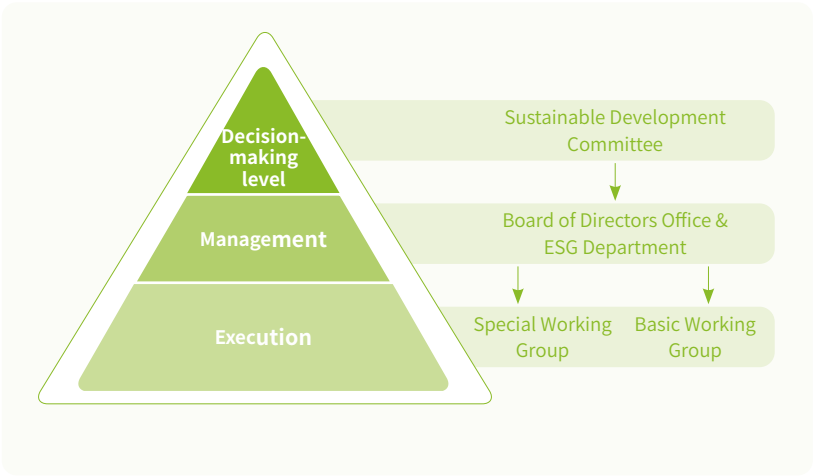 Decision-
making
level
Sustainable Development
Committee
Management
Board of Directors Office &
ESG Department
Execution
Special Working
Group
Basic Working
Group